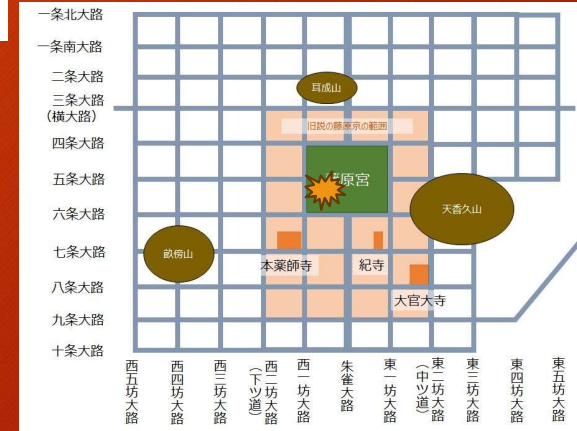 一条北大路
一条南大路
二条大路
三条大路
(横大路)
四条大路
五条大路
六条大路
七条大路
八条大路
九条大路
十条大路
耳成山
旧説の藤原京の範囲
原宮
天香久山
畝傍山
本薬師寺
紀寺
大官大寺
西五坊大路
西四坊大路
西三坊大路
西二坊大路
(下ツ道)
西一坊大路
朱雀大路
東一坊大路
東二坊大路
(中ツ道)
東三坊大路
東四坊大路
東五坊大路